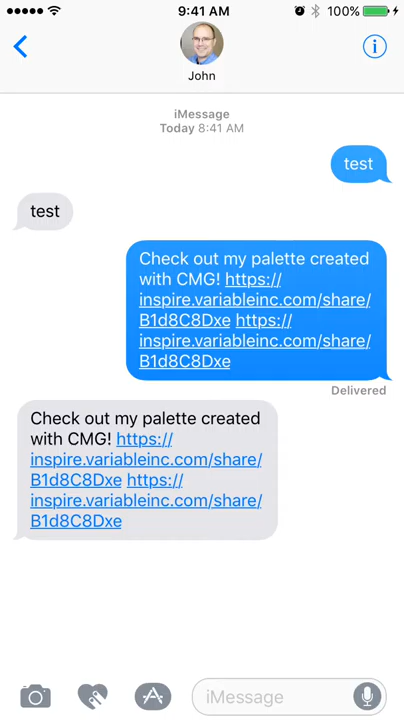 9:41 AM
100%
John
iMessage
Today 8:41 AM
test
test
Check out my palette created
with CMG! https://
inspire.variableinc.com/share/
B1d8C8Dxe https://
inspire.variableinc.com/share/
B1d8C8Dxe
Delivered
Check out my palette created
with CMG! https://
inspire.variableinc.com/share/
B1d8C8Dxe https://
inspire.variableinc.com/share/
B1d8C8Dxe
iMessage